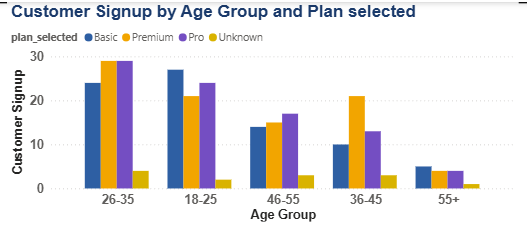 Customer Signup by Age Group and Plan selected
plan_selected Basic Premium Pro Unknown
30
20
10
0
Customer Signup
26-35 18-25 46-55 36-45 55+
Age Group